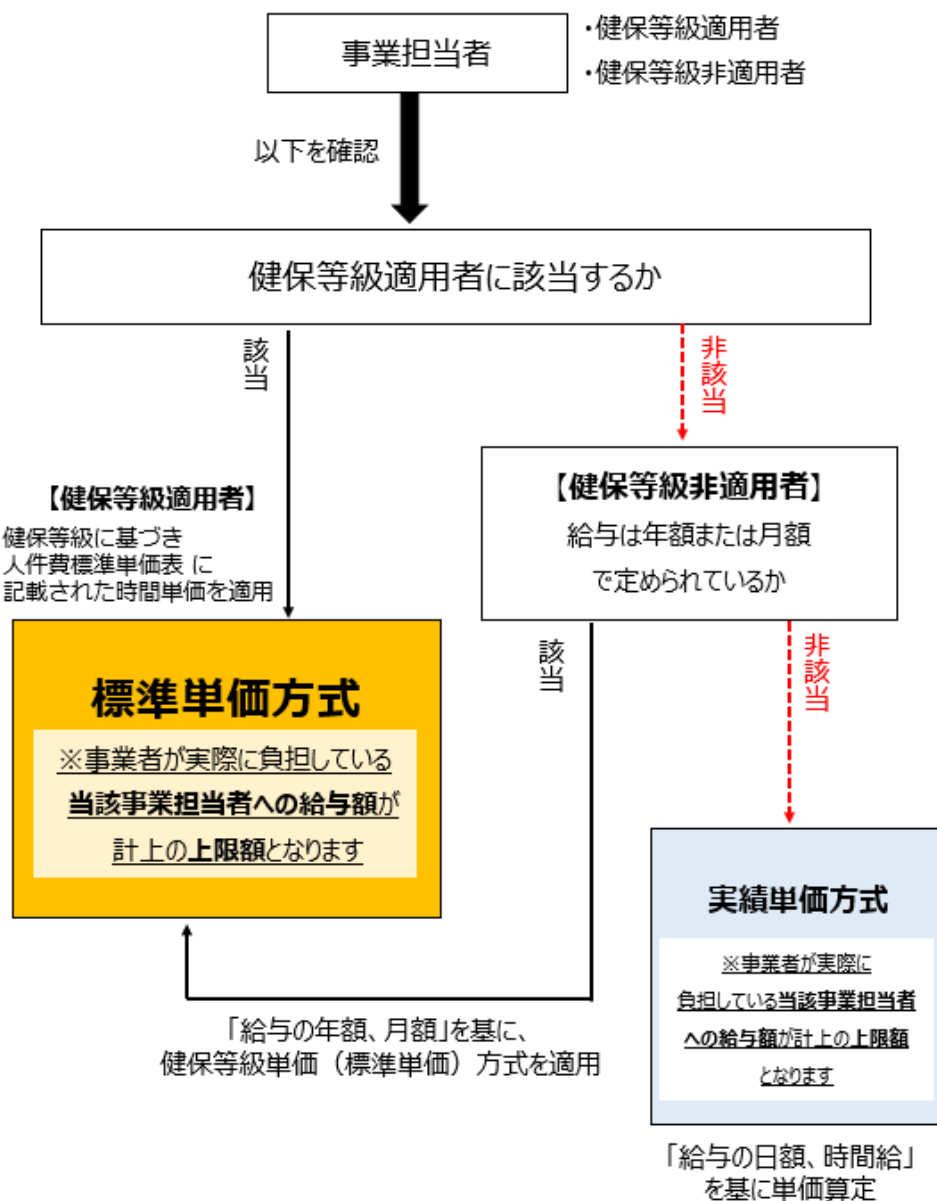 事業担当者
・健保等級適用者
・健保等級非適用者
以下を確認
健保等級適用者に該当するか
該当
非該当
【健保等級適用者】
健保等級に基づき
人件費標準単価表 に
記載された時間単価を適用
【健保等級非適用者】
給与は年額または月額
で定められているか
該当
非該当
標準単価方式
※事業者が実際に負担している
当該事業担当者への給与額が
計上の上限額となります
実績単価方式
※事業者が実際に
負担している当該事業担当者
への給与額が計上の上限額
となります
「給与の年額、月額」を基に、
健保等級単価（標準単価）方式を適用
「給与の日額、時間給」
を基に単価算定